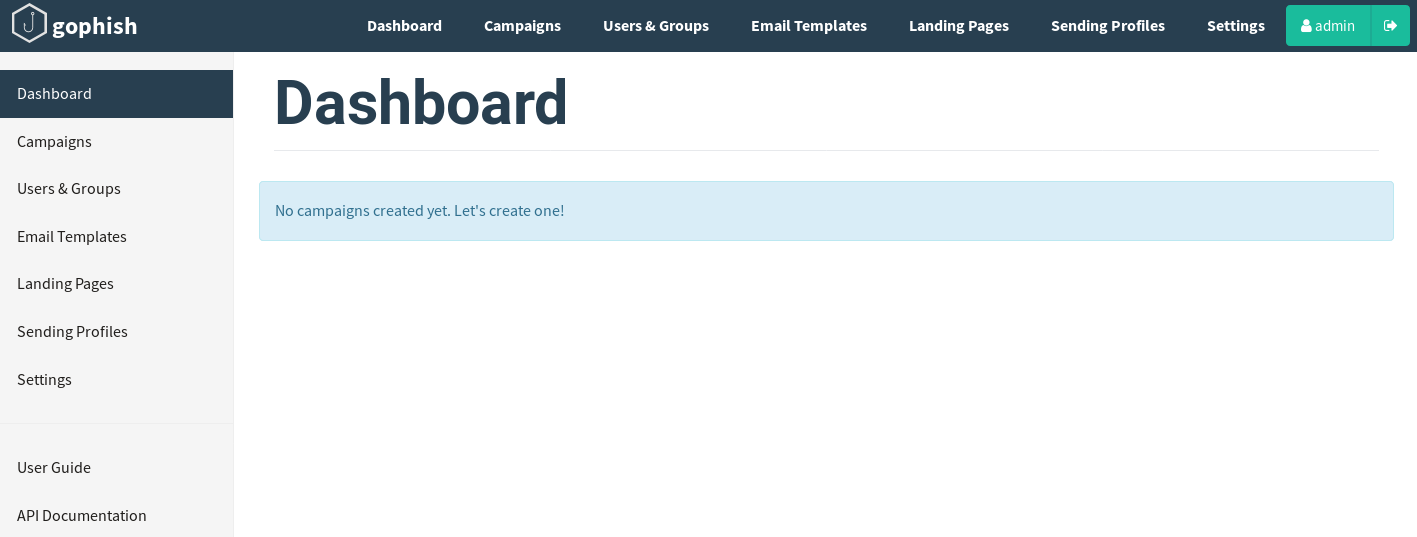 gophish
Dashboard Campaigns Users & Groups Email Templates Landing Pages Sending Profiles Settings admin
Dashboard
Campaigns
Users & Groups
Email Templates
Landing Pages
Sending Profiles
Settings
User Guide
API Documentation
Dashboard
No campaigns created yet. Let's create one!